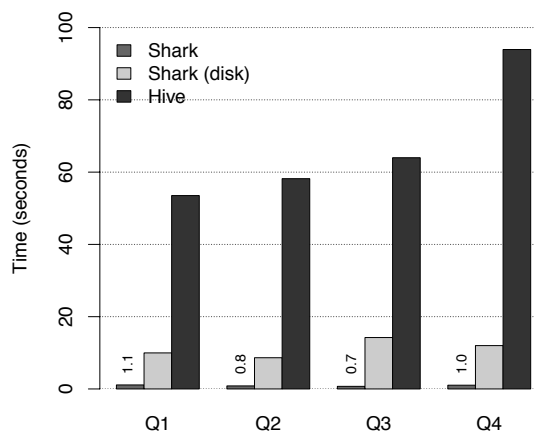 Time (seconds)
100
80
60
40
20
0
Shark
Shark (disk)
Hive
1.1
0.8
0.7
1.0
Q1
Q2
Q3
Q4